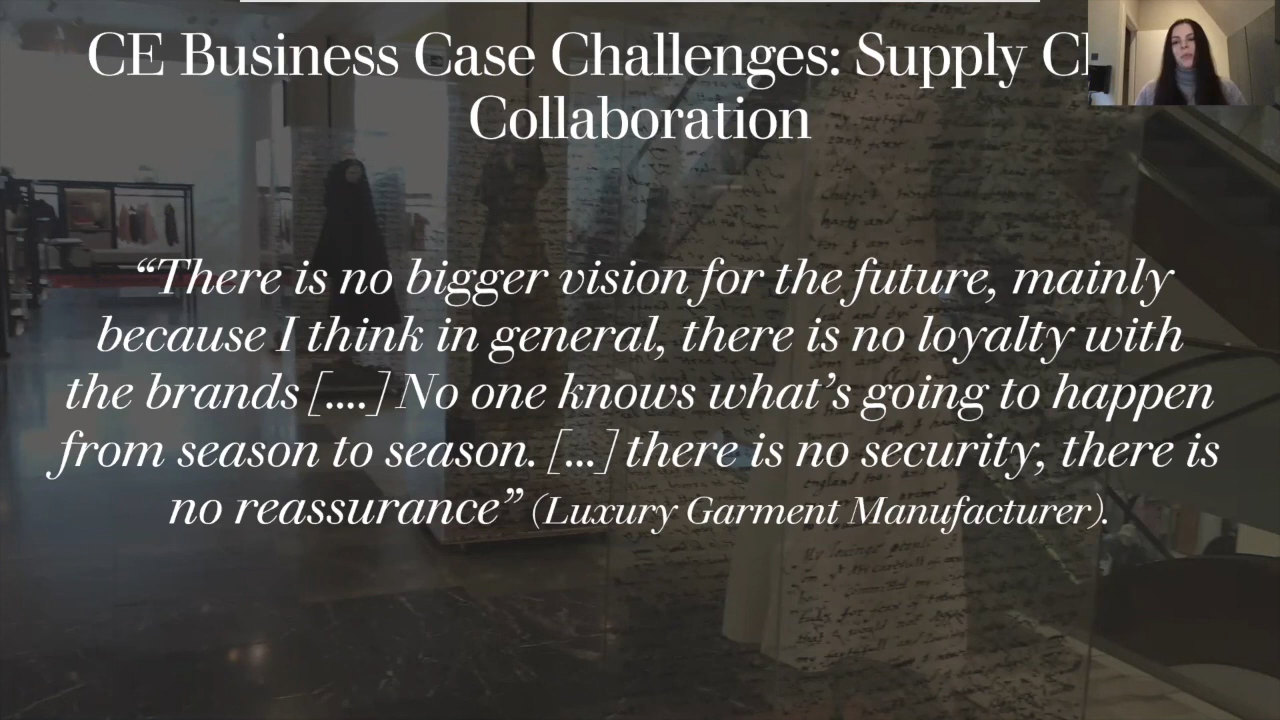 CE Business Case Challenges: Supply
Collaboration
“There is no bigger vision for the future, mainly
because I think in general, there is no loyalty with
the brands [....] No one knows what’s going to happen
from season to season. [...] there is no security, there is
no reassurance” (Luxury Garment Manufacturer).